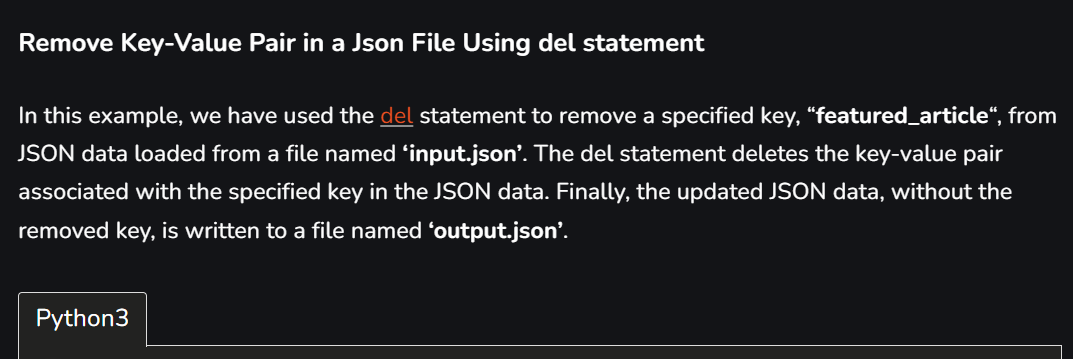 Remove Key-Value Pair in a Json File Using del statement
In this example, we have used the del statement to remove a specified key, “featured_article“, from
JSON data loaded from a file named ‘input.json’. The del statement deletes the key-value pair
associated with the specified key in the JSON data. Finally, the updated JSON data, without the
removed key, is written to a file named ‘output.json’.
Python3